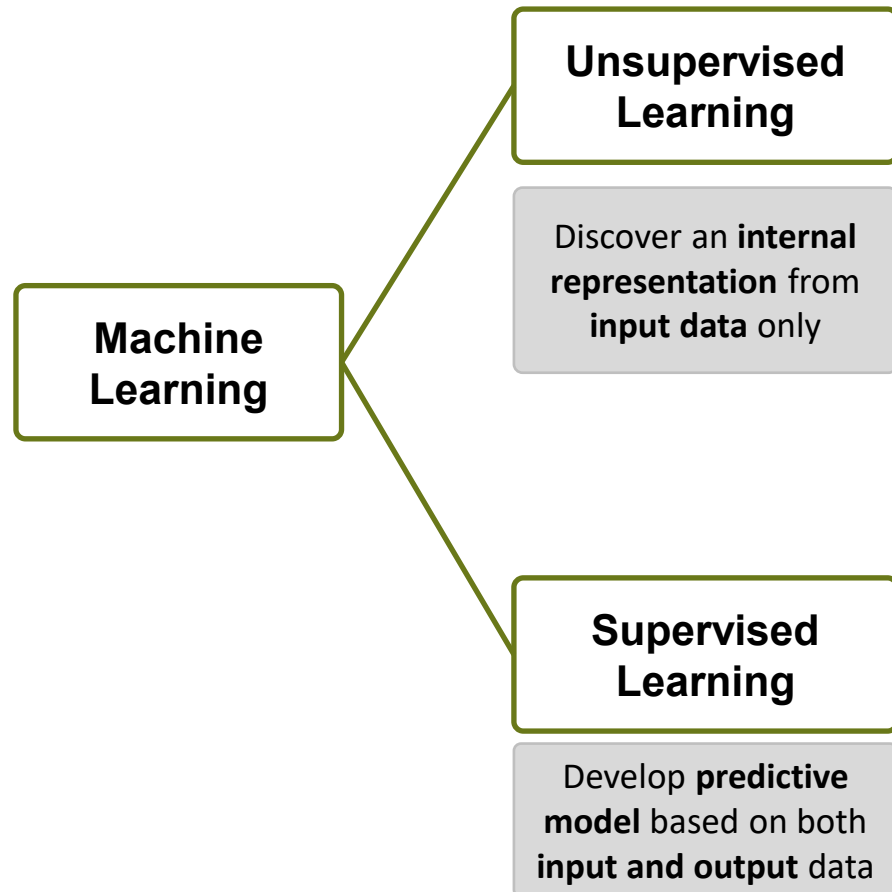 Unsupervised
Learning
Discover an internal
representation from
input data only
Machine
Learning
Supervised
Learning
Develop predictive
model based on both
input and output data